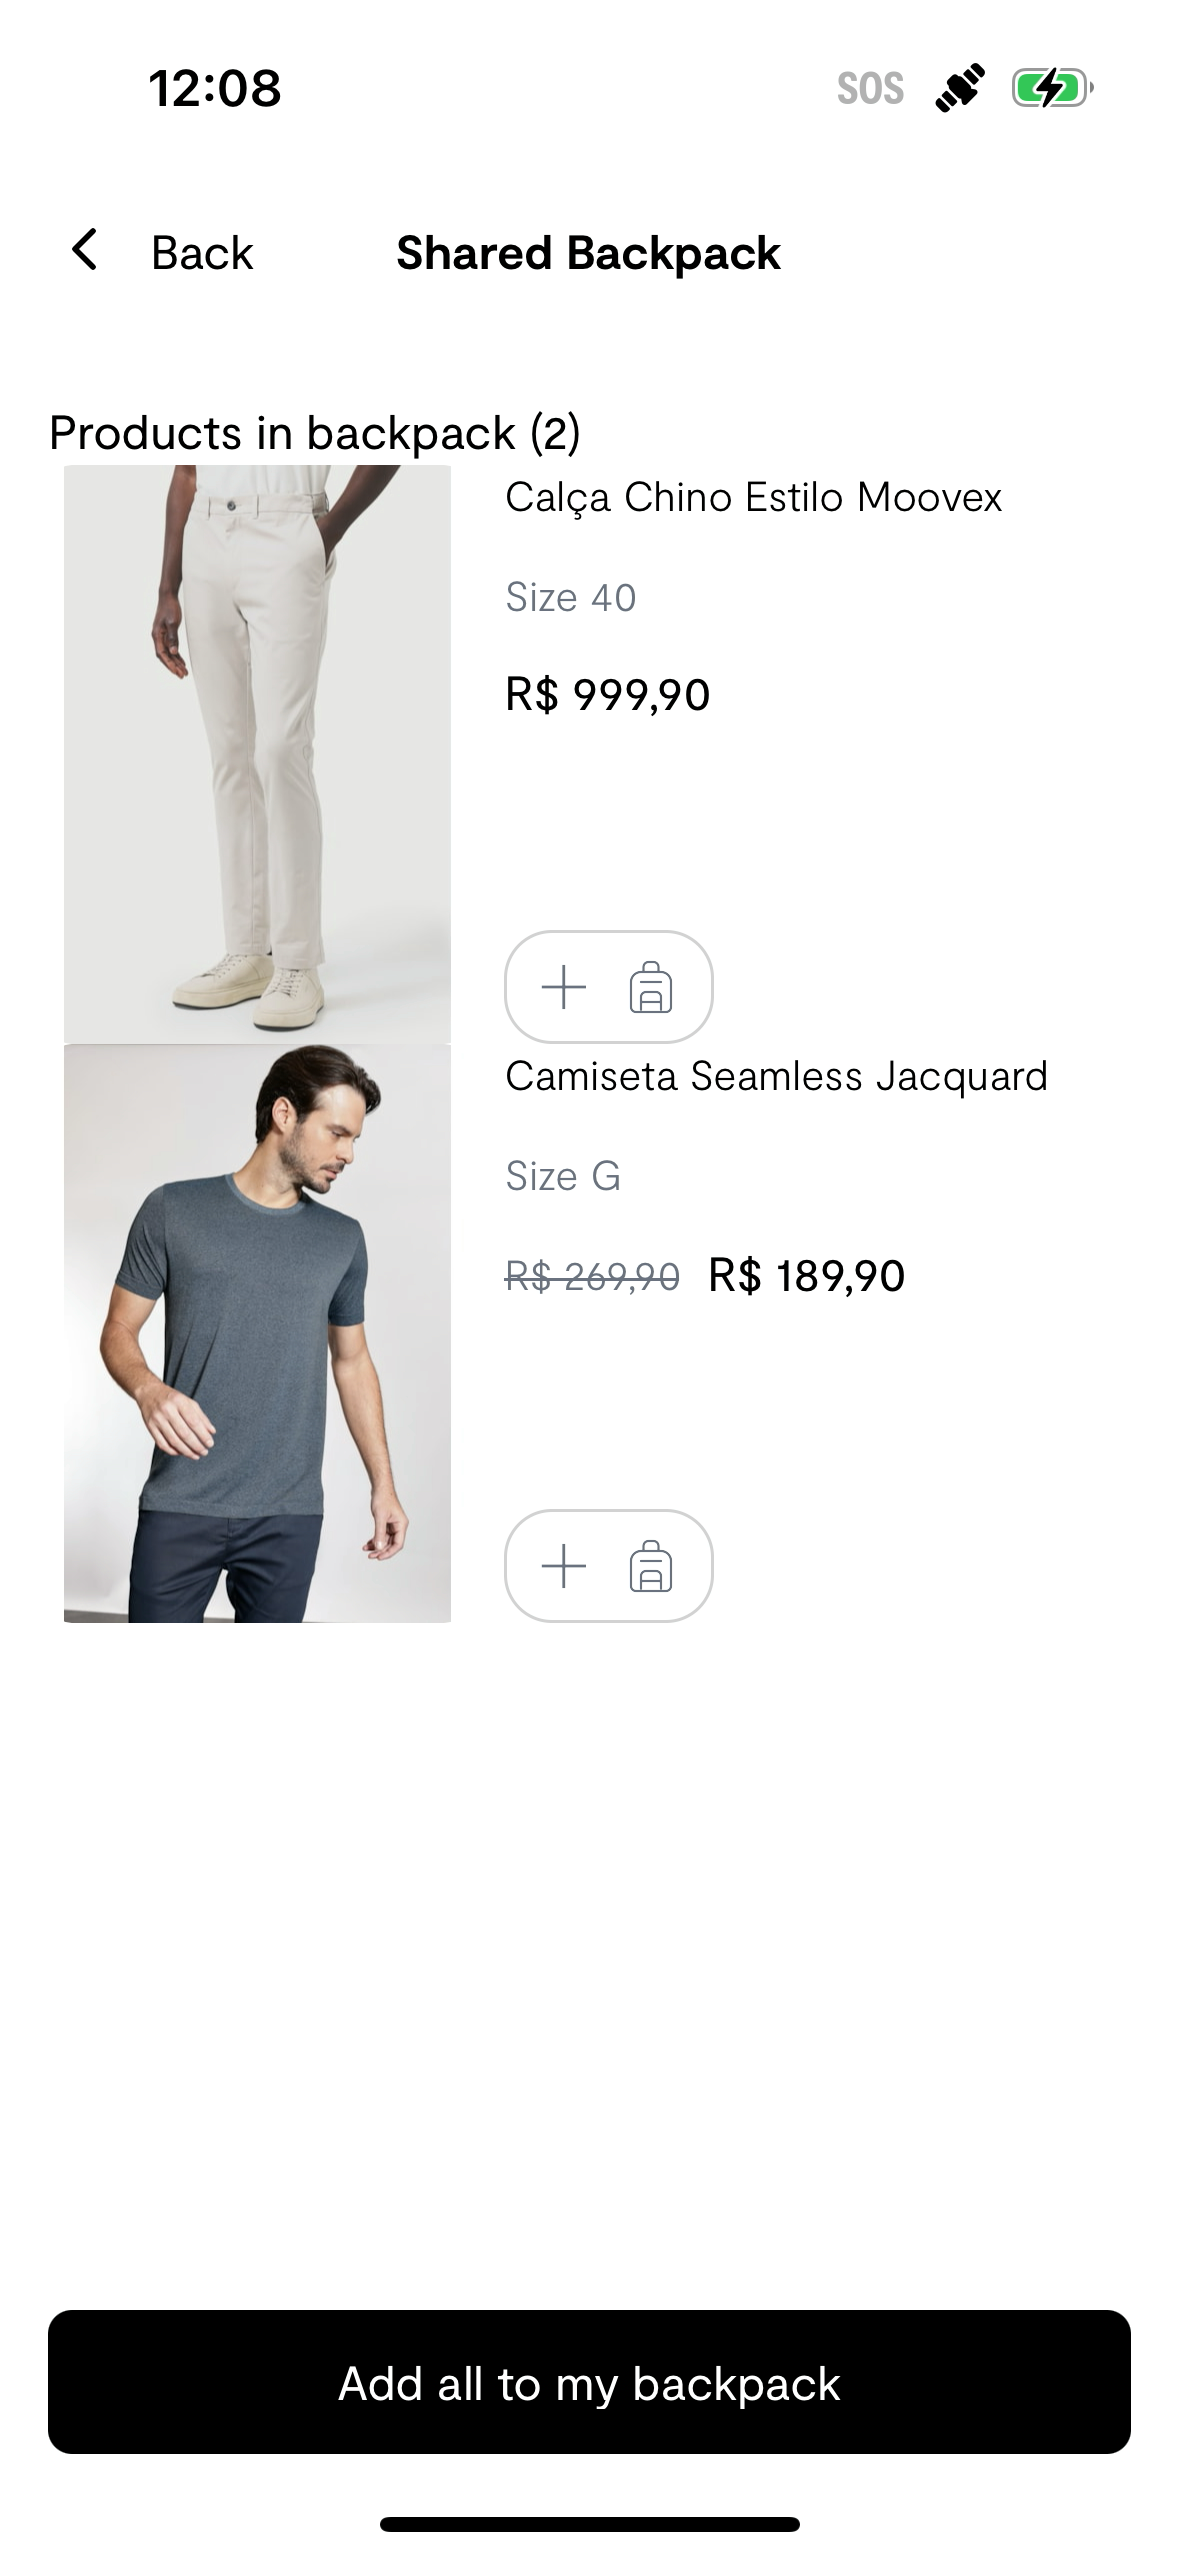 12:08
SOS
Back
Shared Backpack
Products in backpack (2)
Calça Chino Estilo Moovex
Size 40
R$ 999,90
Camiseta Seamless Jacquard
Size G
R$ 269,90 R$ 189,90
Add all to my backpack